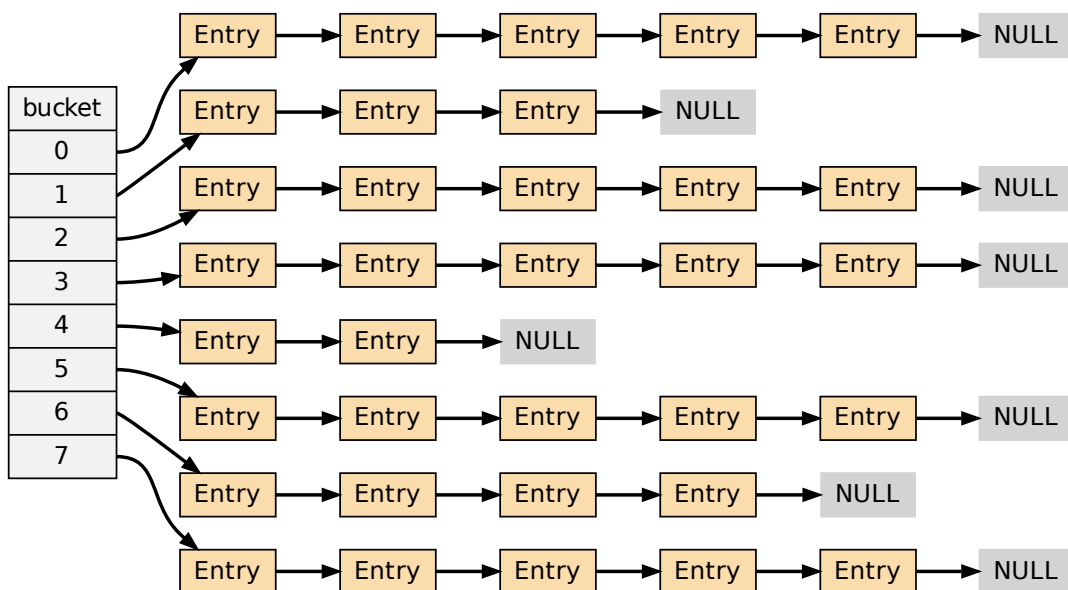 Entry Entry Entry Entry Entry NULL
bucket
Entry Entry Entry NULL
0
1
Entry Entry Entry Entry Entry NULL
2
3
Entry Entry Entry Entry Entry NULL
4
Entry Entry NULL
5
6
Entry Entry Entry Entry Entry NULL
7
Entry Entry Entry Entry NULL
Entry Entry Entry Entry Entry NULL